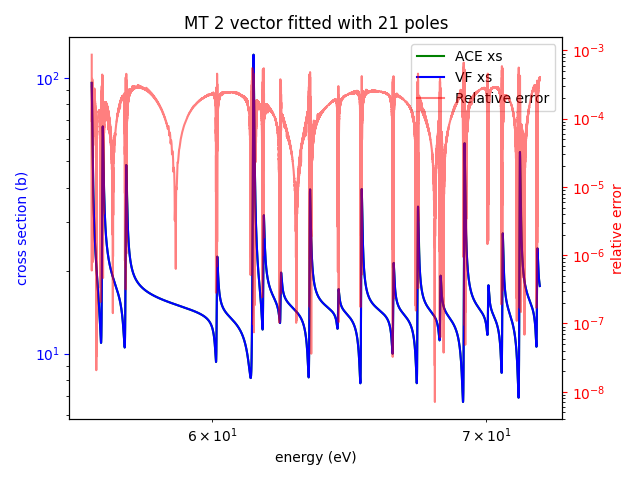 MT 2 vector fitted with 21 poles
ACE xs
VF xs
Relative error
cross section (b)
10²
10¹
relative error
10⁻³
10⁻⁴
10⁻⁵
10⁻⁶
10⁻⁷
10⁻⁸
6 × 10¹
7 × 10¹
energy (eV)